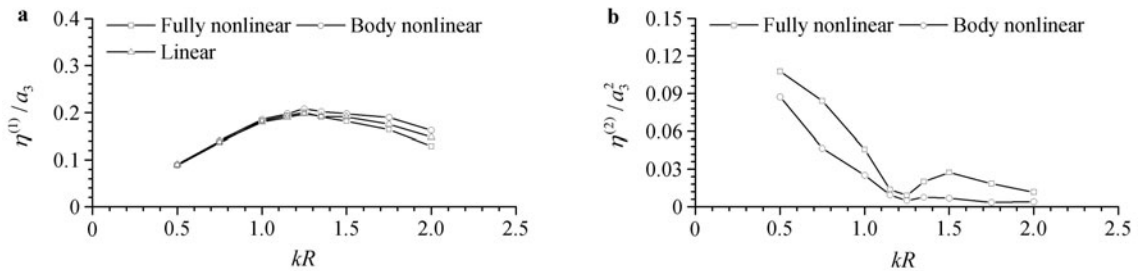 a
0.4
0.3
0.2
0.1
0
η(1) / a3
Fully nonlinear
Body nonlinear
Linear
0
0.5
1.0
1.5
2.0
2.5
kR
b
0.15
0.12
0.09
0.06
0.03
0
η(2) / a3^2
Fully nonlinear
Body nonlinear
0
0.5
1.0
1.5
2.0
2.5
kR